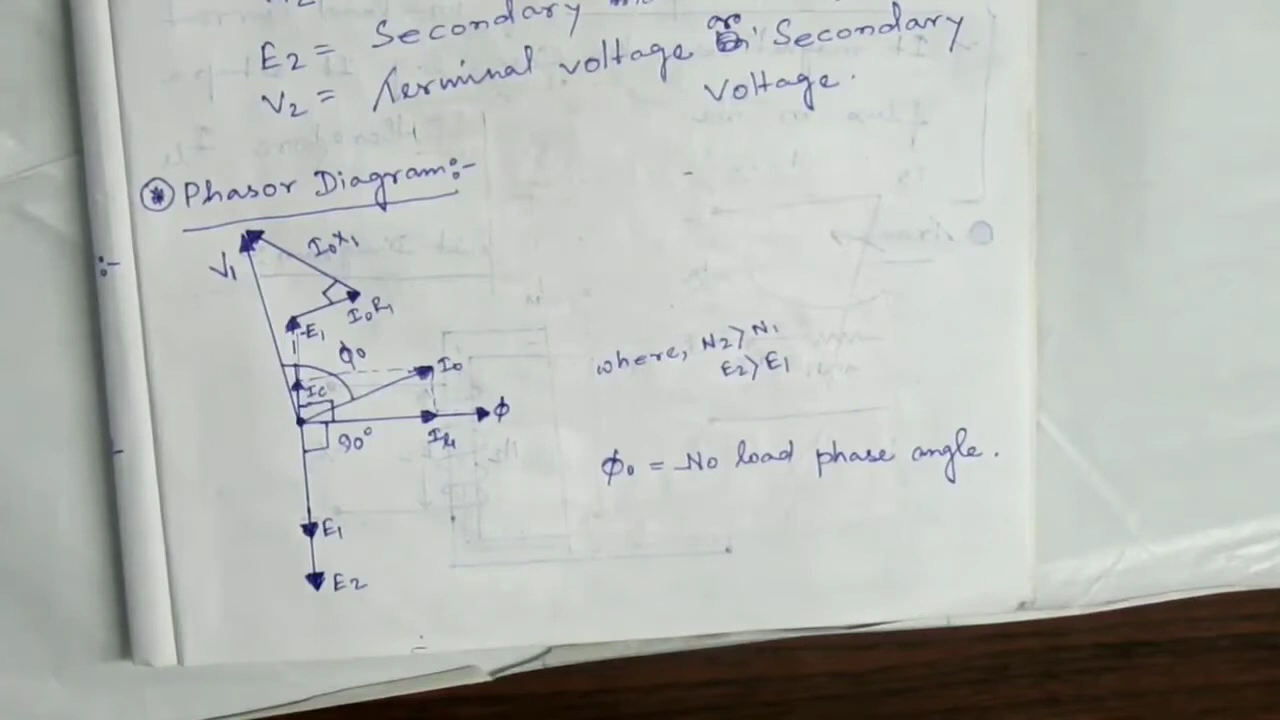 E2 = Secondary
V2 = Terminal voltage or Secondary
voltage.
* Phasor Diagram:-
V1
I0X1
I0R1
-E1
ϕ0
I0
Ic
ϕ
90°
Iμ
E1
E2
where, N2>N1
E2>E1
ϕ0 = No load phase angle.